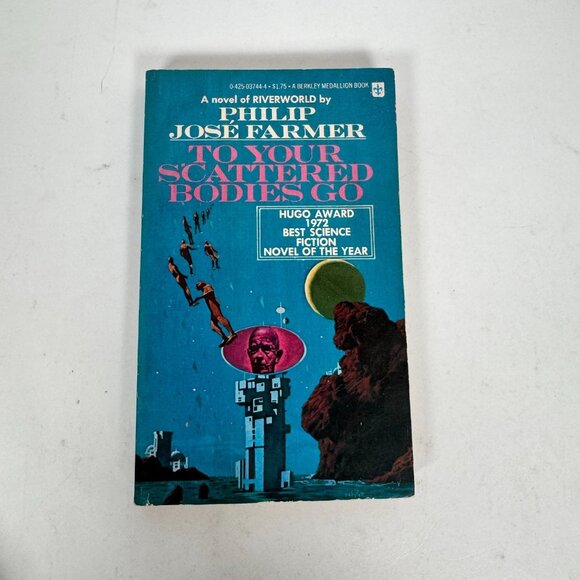 0-425-03744-4 • $1.75 • A BERKLEY MEDALLION BOOK
A novel of RIVERWORLD by
PHILIP
JOSÉ FARMER
TO YOUR
SCATTERED
BODIES GO
HUGO AWARD
1972
BEST SCIENCE
FICTION
NOVEL OF THE YEAR